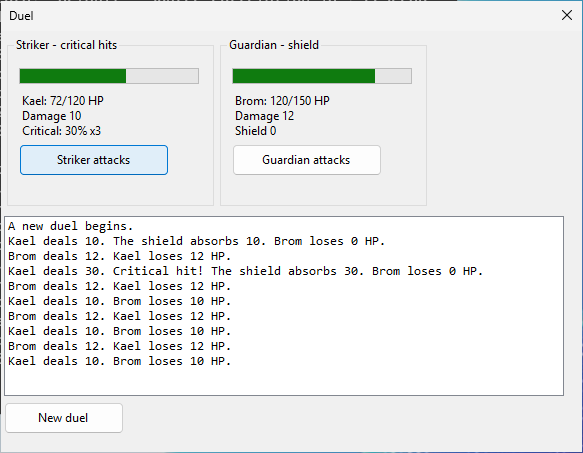 Duel
Striker - critical hits
Kael: 72/120 HP
Damage 10
Critical: 30% x3
Striker attacks
Guardian - shield
Brom: 120/150 HP
Damage 12
Shield 0
Guardian attacks
A new duel begins.
Kael deals 10. The shield absorbs 10. Brom loses 0 HP.
Brom deals 12. Kael loses 12 HP.
Kael deals 30. Critical hit! The shield absorbs 30. Brom loses 0 HP.
Brom deals 12. Kael loses 12 HP.
Kael deals 10. Brom loses 10 HP.
Brom deals 12. Kael loses 12 HP.
Kael deals 10. Brom loses 10 HP.
Brom deals 12. Kael loses 12 HP.
Kael deals 10. Brom loses 10 HP.
New duel